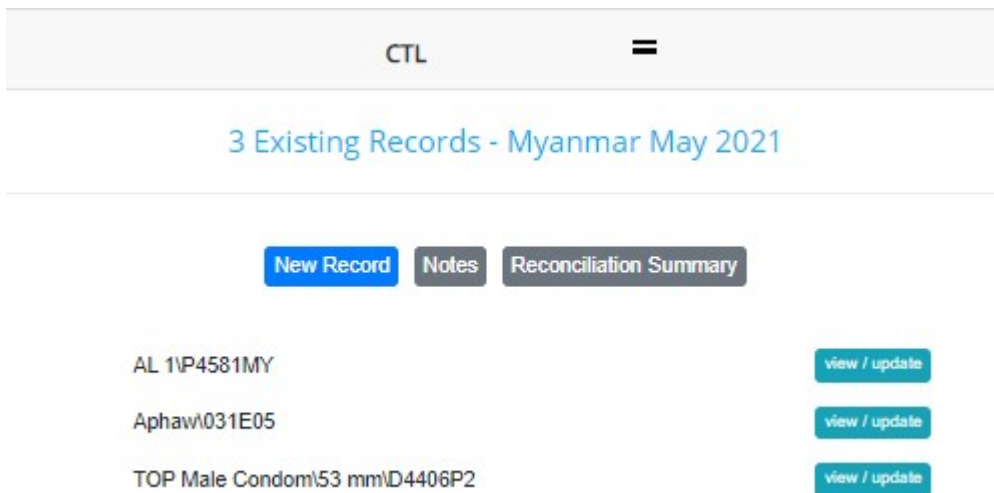 CTL
3 Existing Records - Myanmar May 2021
New Record Notes Reconciliation Summary
AL 1\P4581MY view / update
Aphaw\031E05 view / update
TOP Male Condom\53 mm\D4406P2 view / update